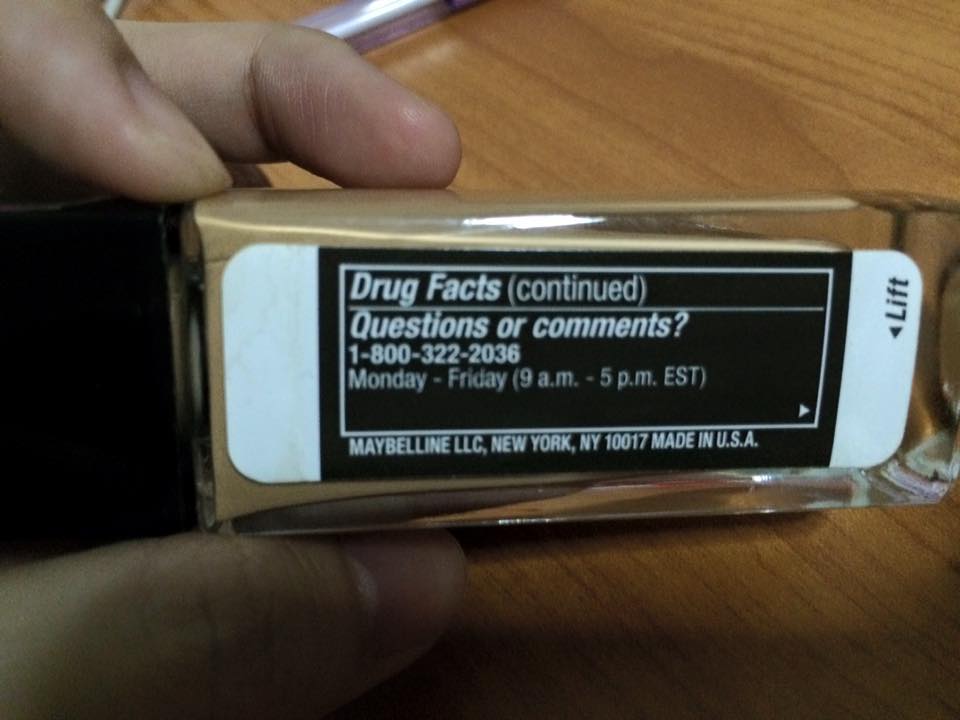 Drug Facts (continued)
Questions or comments?
1-800-322-2036
Monday - Friday (9 a.m. - 5 p.m. EST)
MAYBELLINE LLC, NEW YORK, NY 10017 MADE IN U.S.A.
Lift